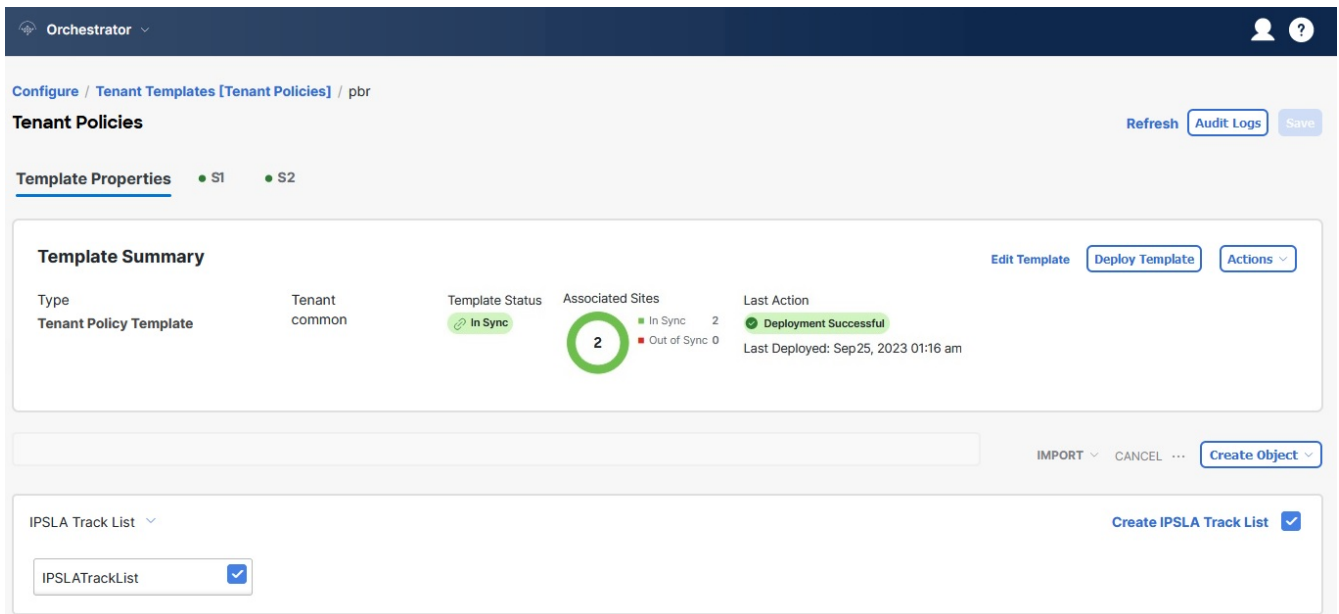 Orchestrator
?
Configure / Tenant Templates [Tenant Policies] / pbr
Tenant Policies
Refresh Audit Logs Save
Template Properties S1 S2
Template Summary
Edit Template Deploy Template Actions
Type Tenant Template Status Associated Sites Last Action
Tenant Policy Template common In Sync 2 In Sync 2 Deployment Successful
Out of Sync 0 Last Deployed: Sep25, 2023 01:16 am
IMPORT CANCEL ... Create Object
IPSLA Track List Create IPSLA Track List
IPSLATrackList